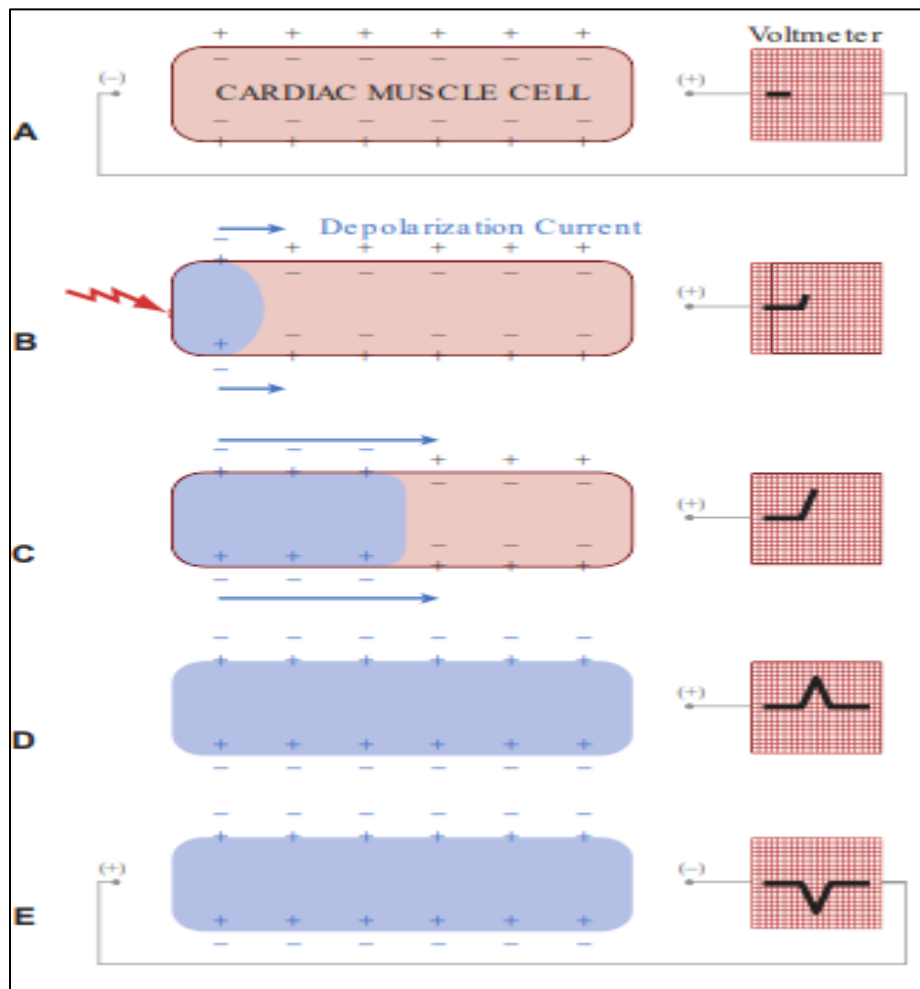 + + + + + + Voltmeter
(−) − − − − − − (+)
CARDIAC MUSCLE CELL
− − − − − −
A + + + + + +
Depolarization Current
− + + + + +
+ − − − − −
(+)
B + − − − − −
− + + + + +
− − − + + +
+ + + − − −
(+)
C + + + − − −
− − − + + +
− − − − − −
+ + + + + +
(+)
D + + + + + +
− − − − − −
− − − − − −
+ + + + + +
(+) (−)
E + + + + + +
− − − − − −